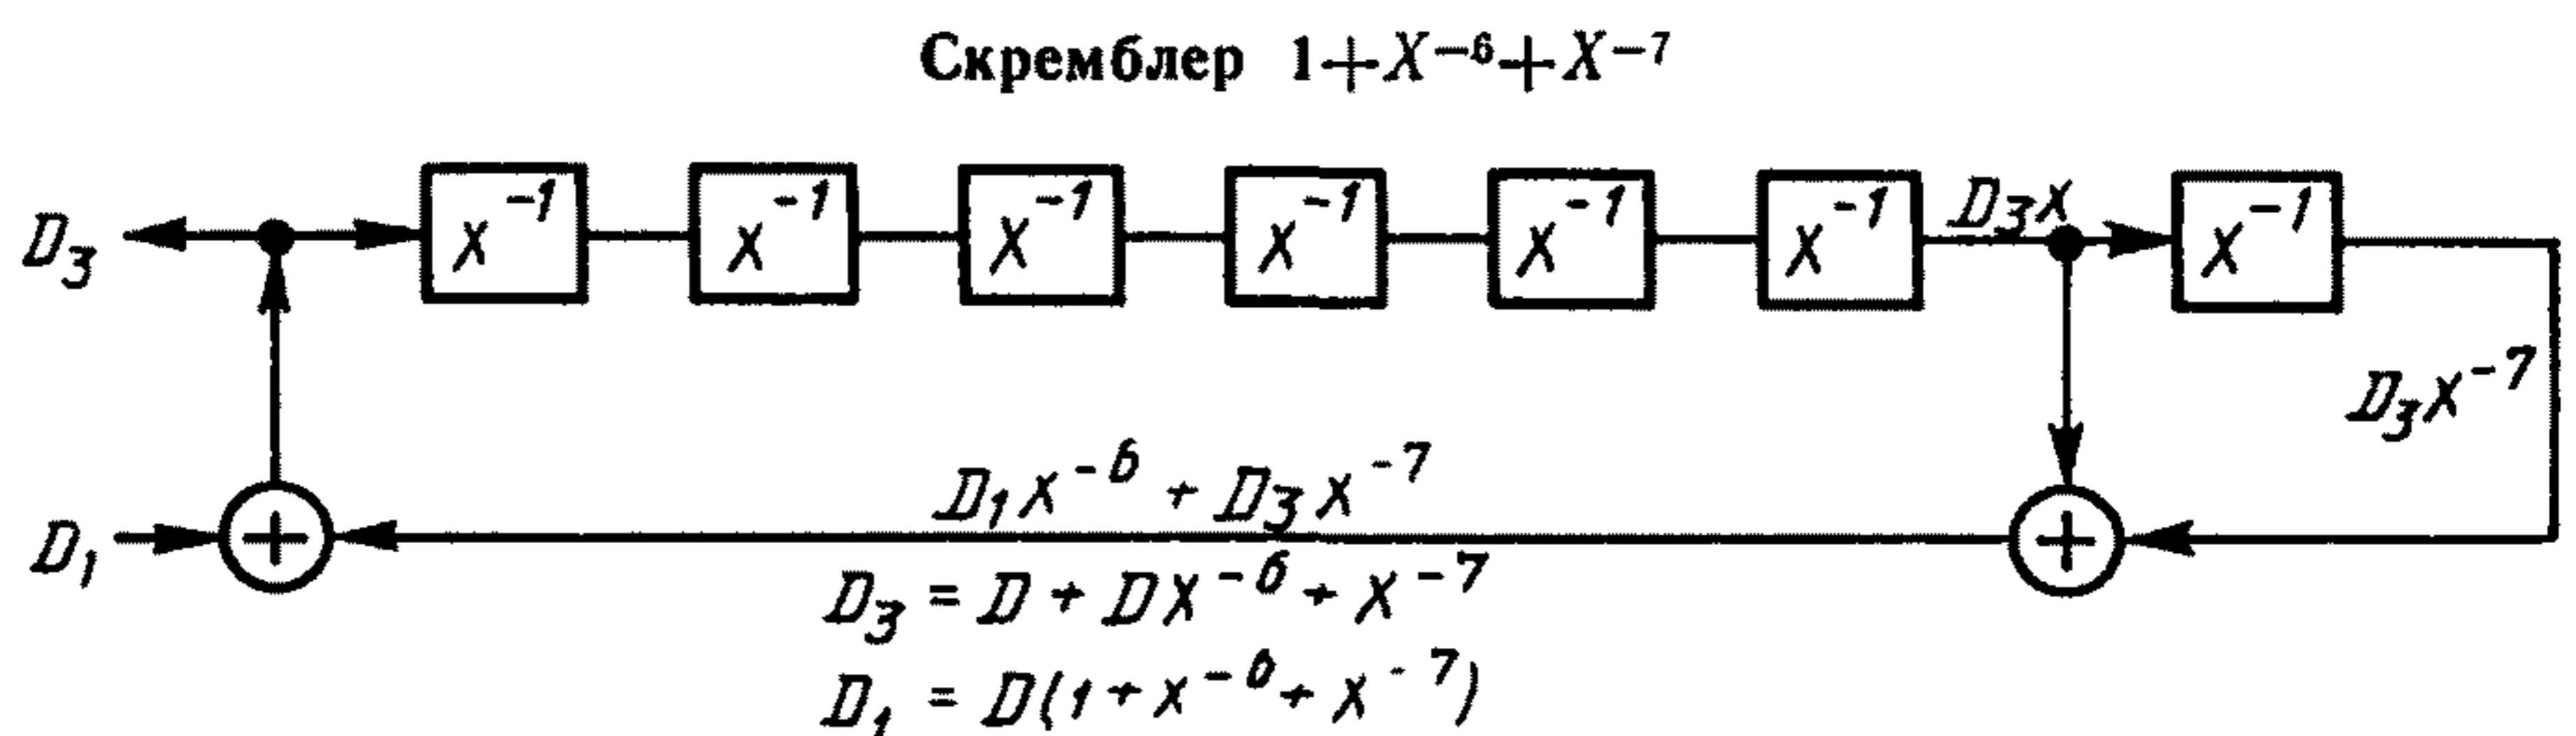 Скремблер 1+X⁻⁶+X⁻⁷
D₃ x⁻¹ x⁻¹ x⁻¹ x⁻¹ x⁻¹ x⁻¹ D₃x x⁻¹
D₃x⁻⁷
D₁x⁻⁶ + D₃x⁻⁷
D₁ + +
D₃ = D + Dx⁻⁶ + x⁻⁷
D₁ = D(1 + x⁻⁶ + x⁻⁷)